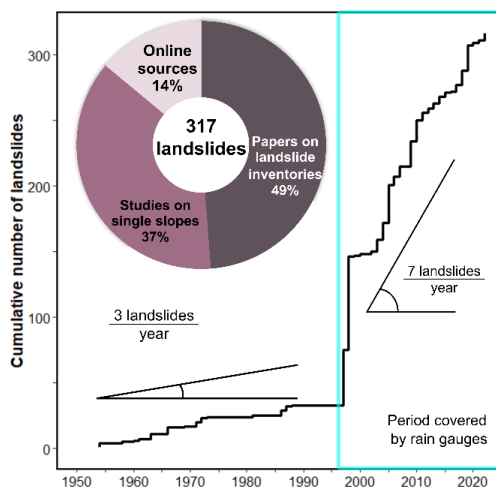 Cumulative number of landslides
300
200
100
0
Online
sources
14%
317
landslides
Papers on
landslide
inventories
49%
Studies on
single slopes
37%
3 landslides
year
7 landslides
year
Period covered
by rain gauges
1950 1960 1970 1980 1990 2000 2010 2020